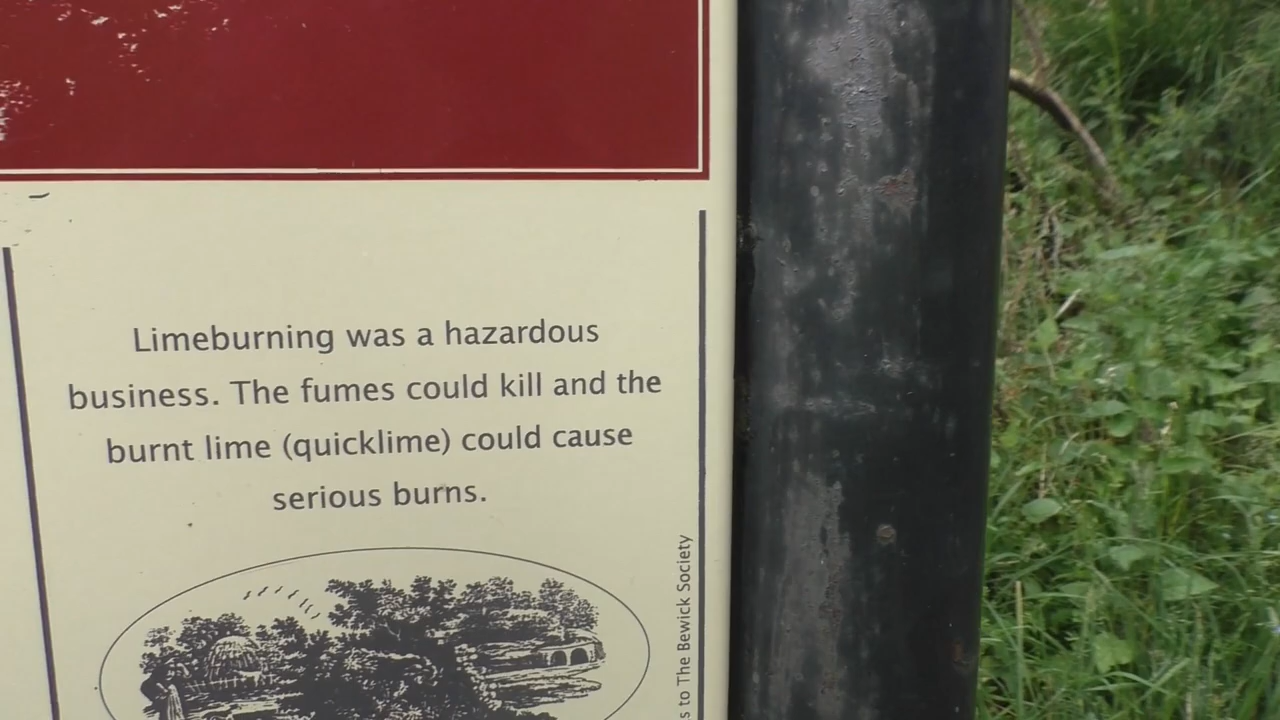 Limeburning was a hazardous
business. The fumes could kill and the
burnt lime (quicklime) could cause
serious burns.
to The Bewick Society